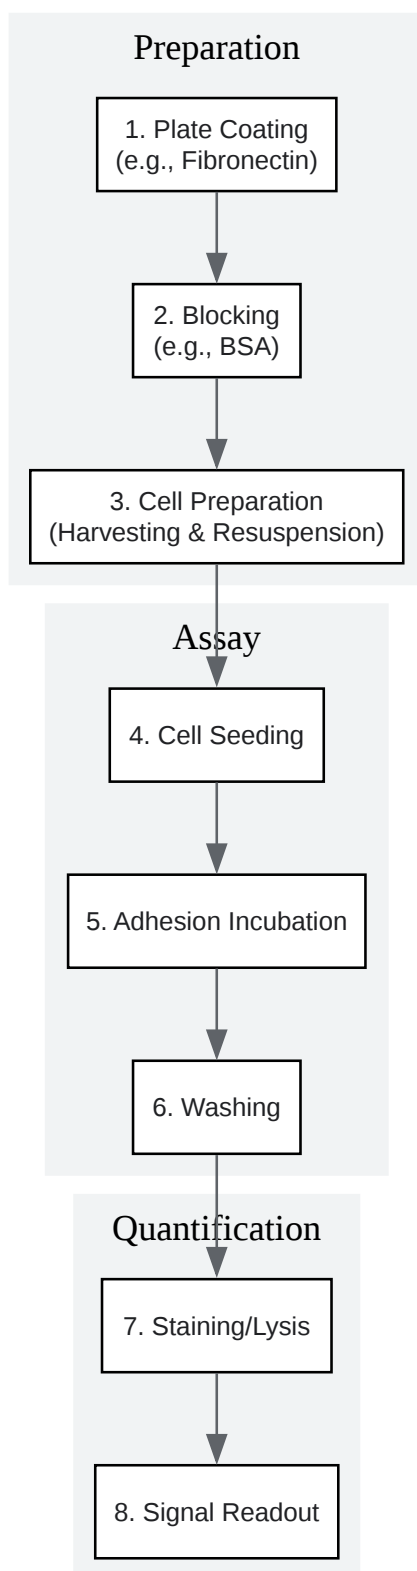 Preparation
1. Plate Coating
(e.g., Fibronectin)
2. Blocking
(e.g., BSA)
3. Cell Preparation
(Harvesting & Resuspension)
Assay
4. Cell Seeding
5. Adhesion Incubation
6. Washing
Quantification
7. Staining/Lysis
8. Signal Readout